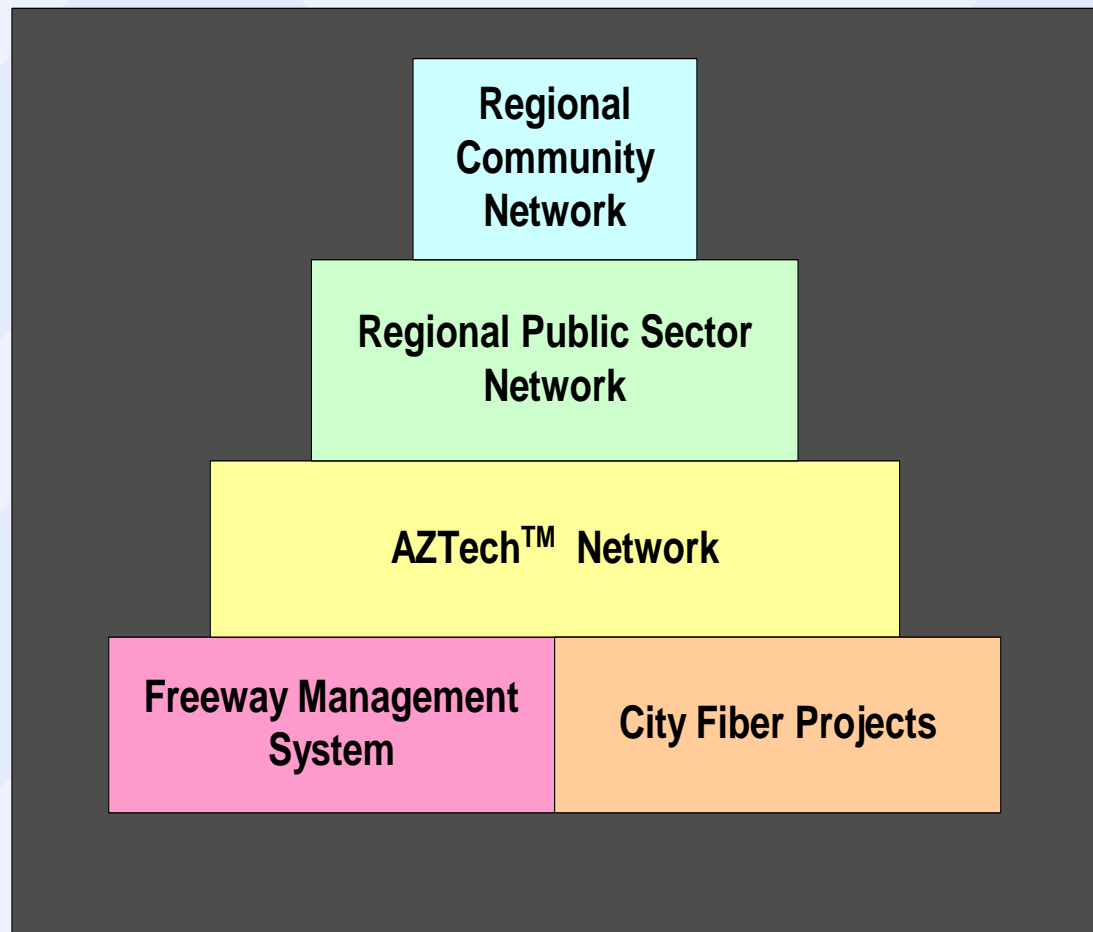 Regional
Community
Network
Regional Public Sector
Network
AZTech™ Network
Freeway Management
System
City Fiber Projects